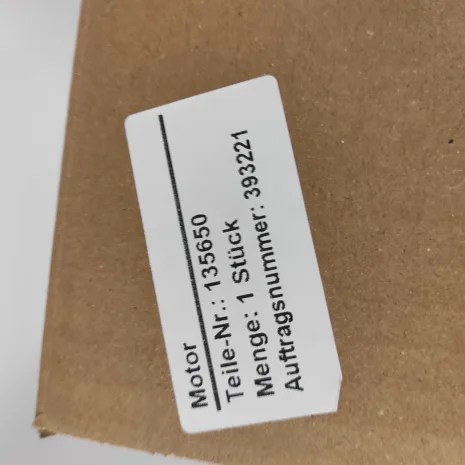 Motor
Teile-Nr.: 135650
Menge: 1 Stück
Auftragsnummer: 393221